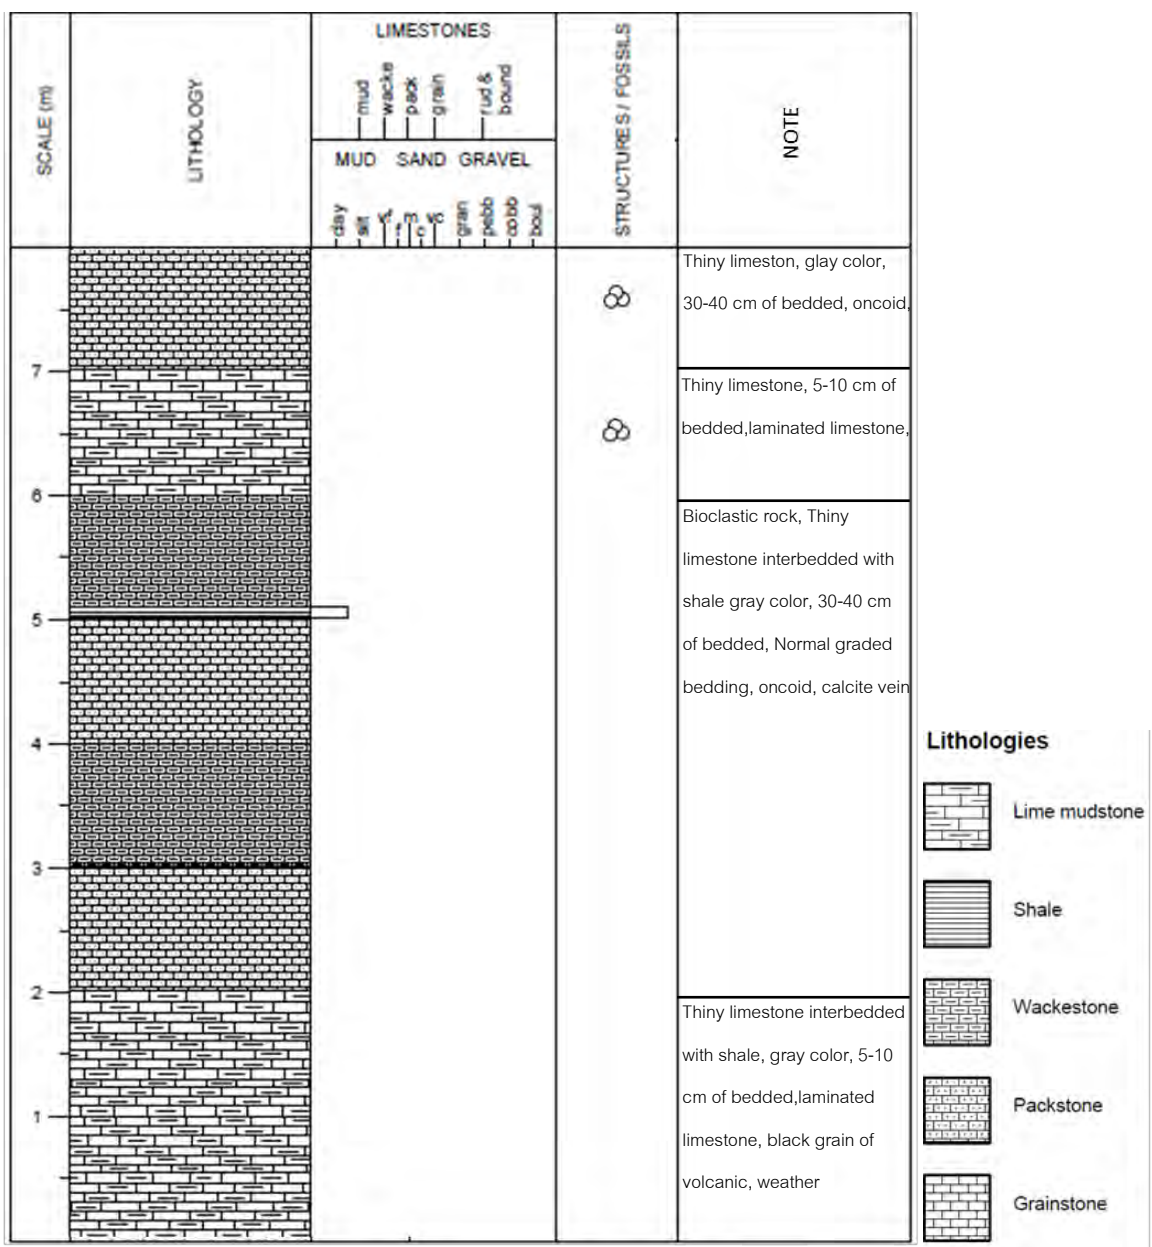 SCALE (m)
LITHOLOGY
LIMESTONES
mud
wacke
pack
grain
rud &
bound
MUD SAND GRAVEL
clay
silt
vf
f
m
c
vc
gran
pebb
cobb
boul
STRUCTURES / FOSSILS
NOTE
7
6
5
4
3
2
1
Thiny limeston, glay color,
30-40 cm of bedded, oncoid,
Thiny limestone, 5-10 cm of
bedded,laminated limestone,
Bioclastic rock, Thiny
limestone interbedded with
shale gray color, 30-40 cm
of bedded, Normal graded
bedding, oncoid, calcite vein
Thiny limestone interbedded
with shale, gray color, 5-10
cm of bedded,laminated
limestone, black grain of
volcanic, weather
Lithologies
Lime mudstone
Shale
Wackestone
Packstone
Grainstone